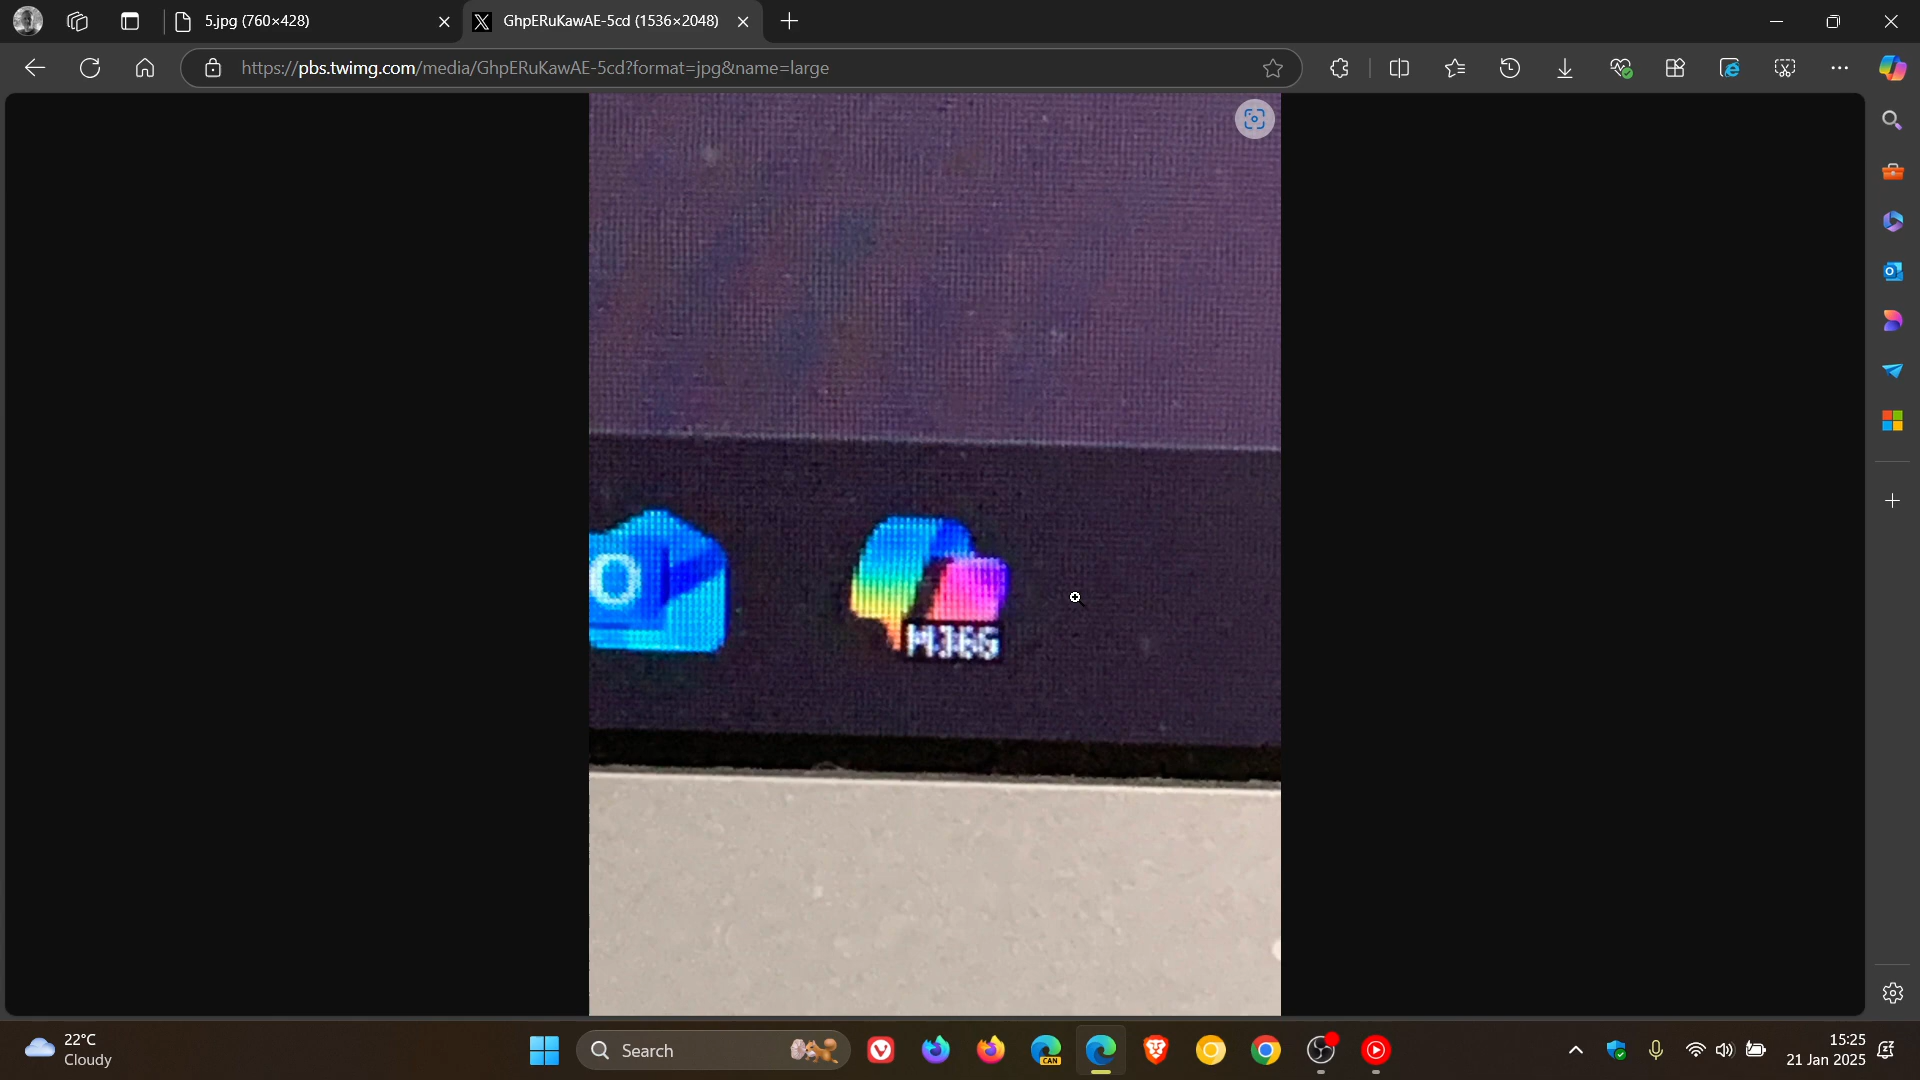 5.jpg (760×428)
GhpERuKawAE-5cd (1536×2048)
https://pbs.twimg.com/media/GhpERuKawAE-5cd?format=jpg&name=large
O
M365
22°C
Cloudy
Search
CAN
15:25
21 Jan 2025